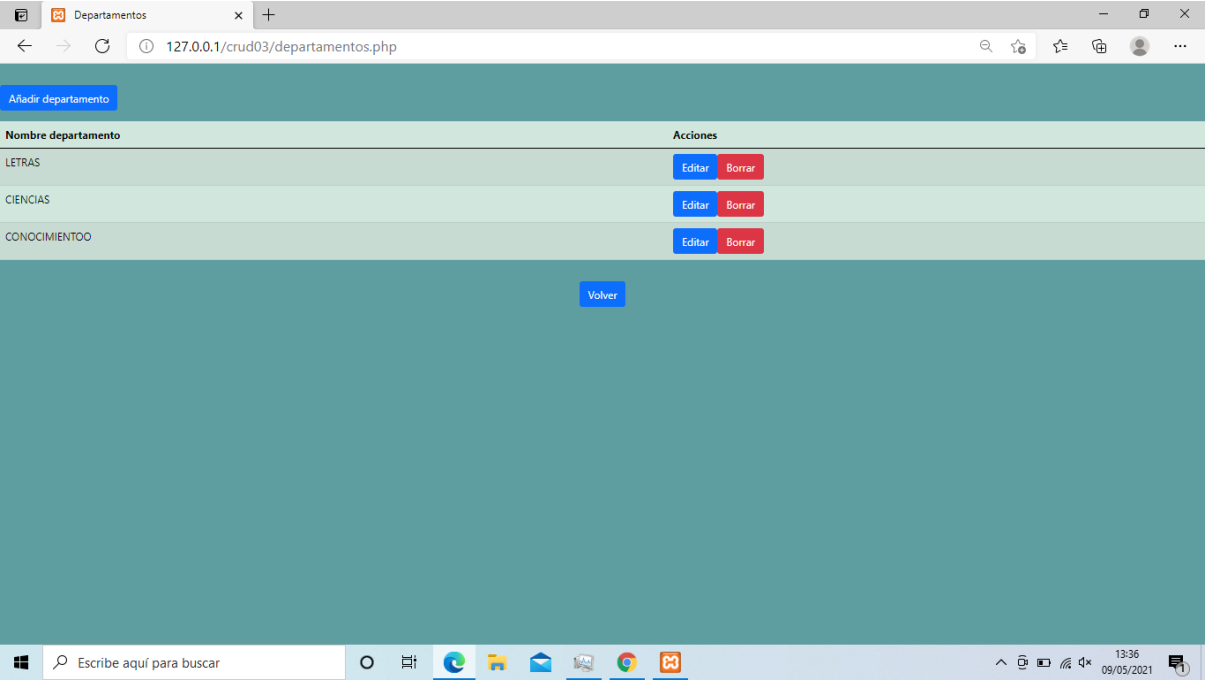 Departamentos
127.0.0.1/crud03/departamentos.php
Añadir departamento
Nombre departamento Acciones
LETRAS Editar Borrar
CIENCIAS Editar Borrar
CONOCIMIENTOO Editar Borrar
Volver
Escribe aquí para buscar
13:36
09/05/2021
1